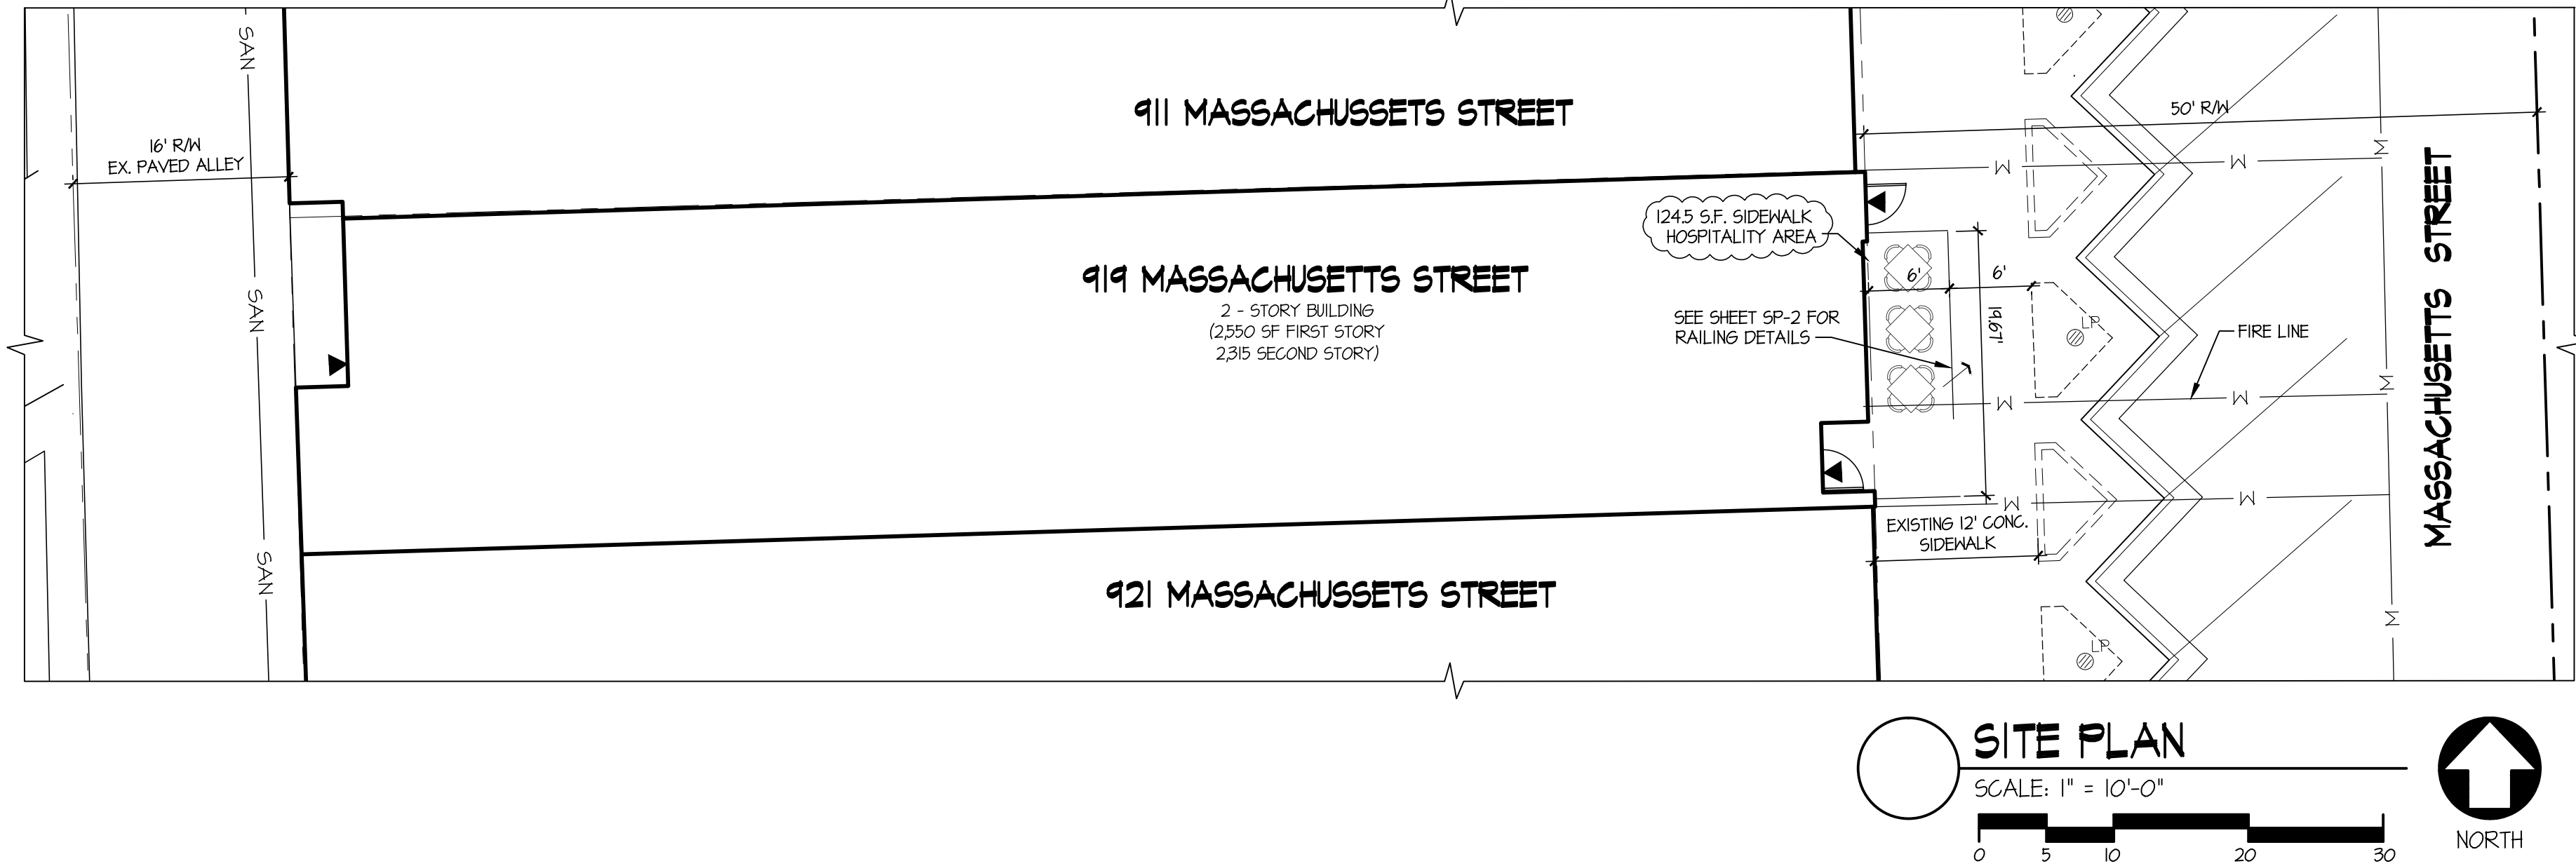 SAN
911 MASSACHUSSETS STREET
50' R/W
16' R/W
EX. PAVED ALLEY
W
W
W
124.5 S.F. SIDEWALK
HOSPITALITY AREA
919 MASSACHUSETTS STREET
2 - STORY BUILDING
(2,550 SF FIRST STORY
2,315 SECOND STORY)
6'
6'
19.67'
SAN
SEE SHEET SP-2 FOR
RAILING DETAILS
LP
FIRE LINE
MASSACHUSETTS STREET
W
W
W
W
W
EXISTING 12' CONC.
SIDEWALK
SAN
921 MASSACHUSSETS STREET
W
LP
SITE PLAN
SCALE: 1" = 10'-0"
0 5 10 20 30
NORTH